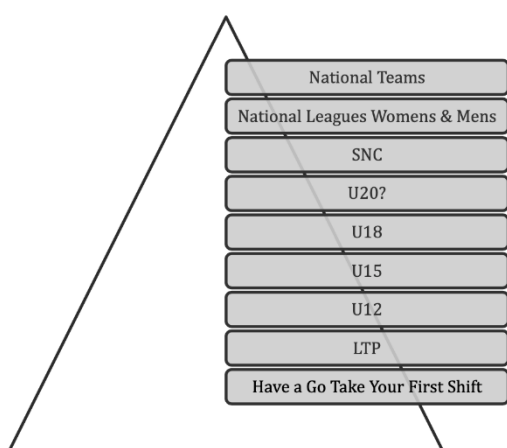 National Teams
National Leagues Womens & Mens
SNC
U20?
U18
U15
U12
LTP
Have a Go Take Your First Shift